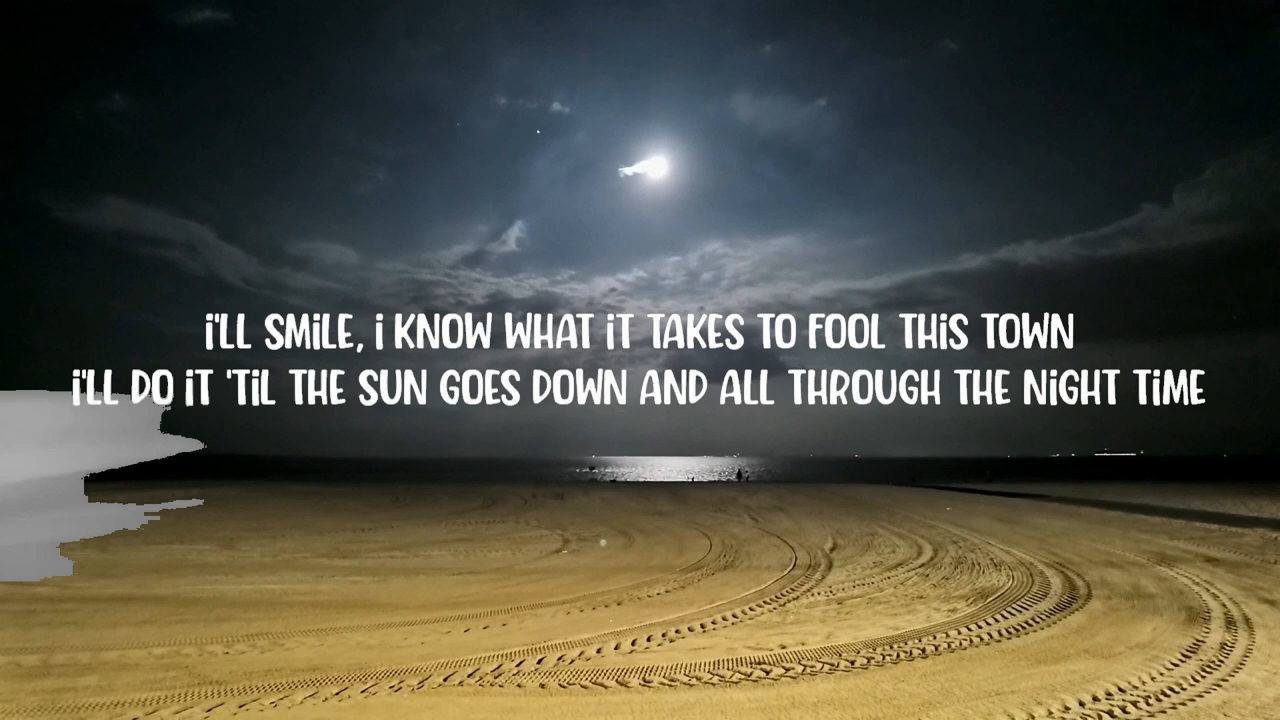 i'LL SMiLE, i KNOW WHAT iT TAKES TO FOOL THiS TOWN
i'LL DO iT 'TiL THE SUN GOES DOWN AND ALL THROUGH THE NiGHT TiME